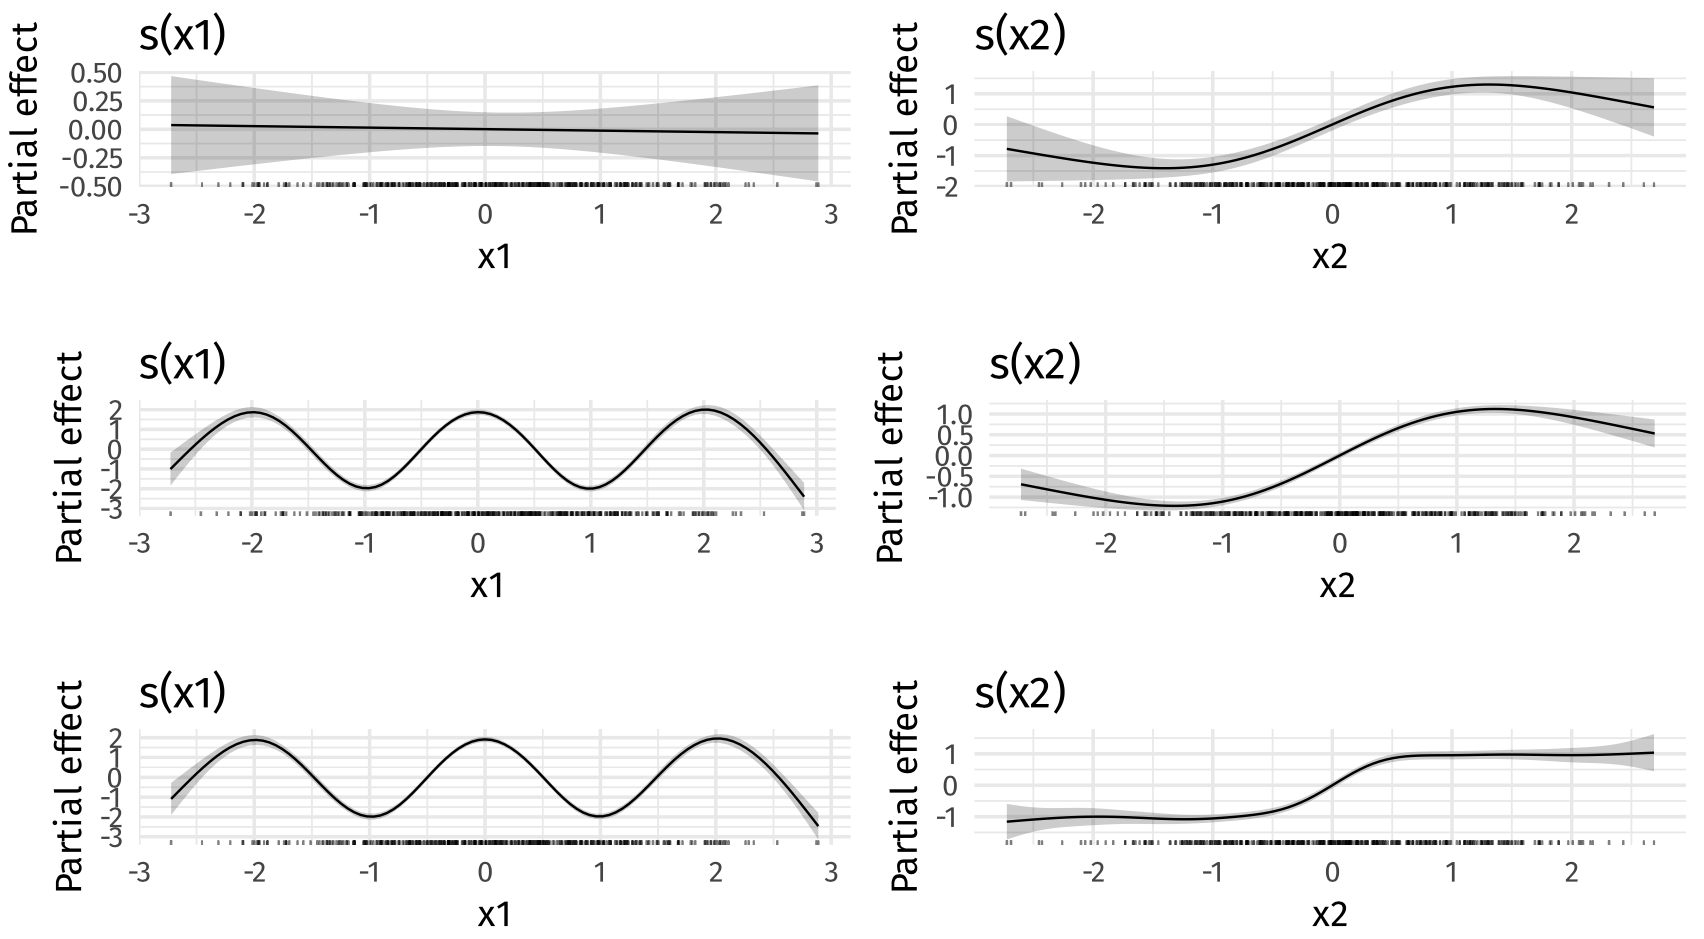 s(x1)
Partial effect
0.50
0.25
0.00
-0.25
-0.50
-3 -2 -1 0 1 2 3
x1
s(x2)
Partial effect
1
0
-1
-2
-2 -1 0 1 2
x2
s(x1)
Partial effect
2
1
0
-1
-2
-3
-3 -2 -1 0 1 2 3
x1
s(x2)
Partial effect
1.0
0.5
0.0
-0.5
-1.0
-2 -1 0 1 2
x2
s(x1)
Partial effect
2
1
0
-1
-2
-3
-3 -2 -1 0 1 2 3
x1
s(x2)
Partial effect
1
0
-1
-2 -1 0 1 2
x2